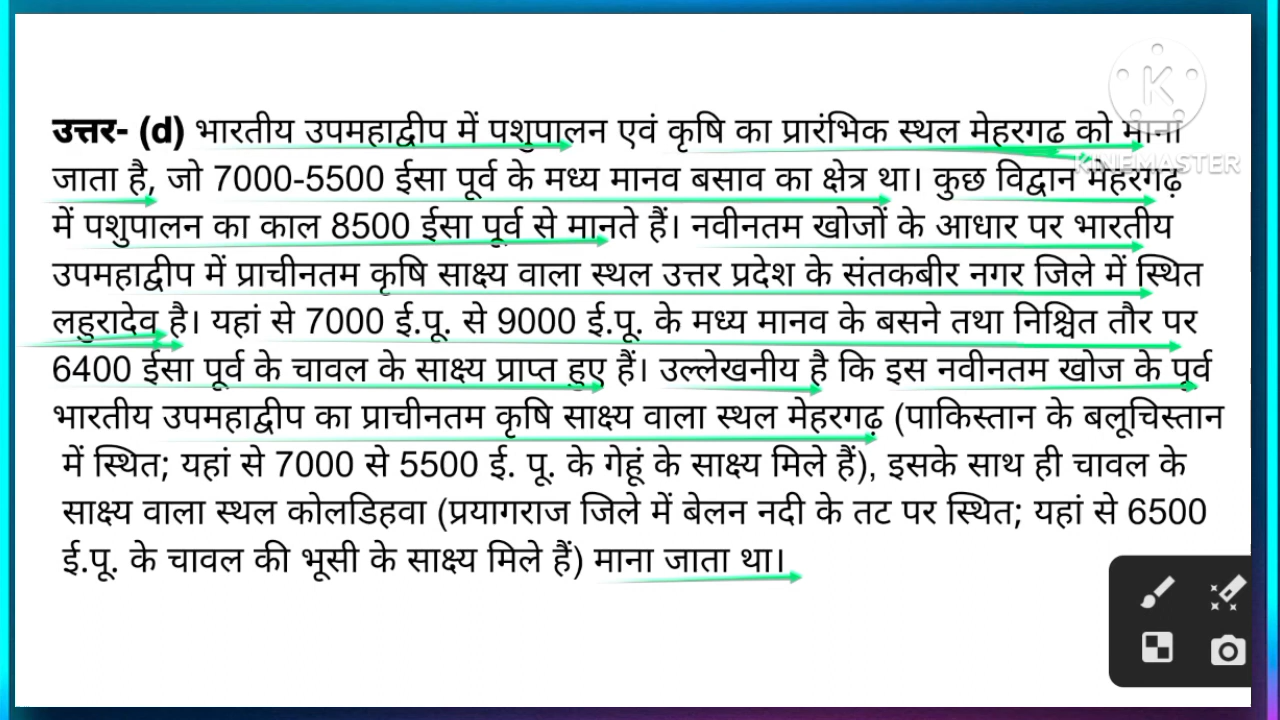 उत्तर- (d) भारतीय उपमहाद्वीप में पशुपालन एवं कृषि का प्रारंभिक स्थल मेहरगढ को माना
जाता है, जो 7000-5500 ईसा पूर्व के मध्य मानव बसाव का क्षेत्र था। कुछ विद्वान मेहरगढ़
में पशुपालन का काल 8500 ईसा पूर्व से मानते हैं। नवीनतम खोजों के आधार पर भारतीय
उपमहाद्वीप में प्राचीनतम कृषि साक्ष्य वाला स्थल उत्तर प्रदेश के संतकबीर नगर जिले में स्थित
लहुरादेव है। यहां से 7000 ई.पू. से 9000 ई.पू. के मध्य मानव के बसने तथा निश्चित तौर पर
6400 ईसा पूर्व के चावल के साक्ष्य प्राप्त हुए हैं। उल्लेखनीय है कि इस नवीनतम खोज के पूर्व
भारतीय उपमहाद्वीप का प्राचीनतम कृषि साक्ष्य वाला स्थल मेहरगढ़ (पाकिस्तान के बलूचिस्तान
में स्थित; यहां से 7000 से 5500 ई. पू. के गेहूं के साक्ष्य मिले हैं), इसके साथ ही चावल के
साक्ष्य वाला स्थल कोलडिहवा (प्रयागराज जिले में बेलन नदी के तट पर स्थित; यहां से 6500
ई.पू. के चावल की भूसी के साक्ष्य मिले हैं) माना जाता था।
K
KINEMASTER